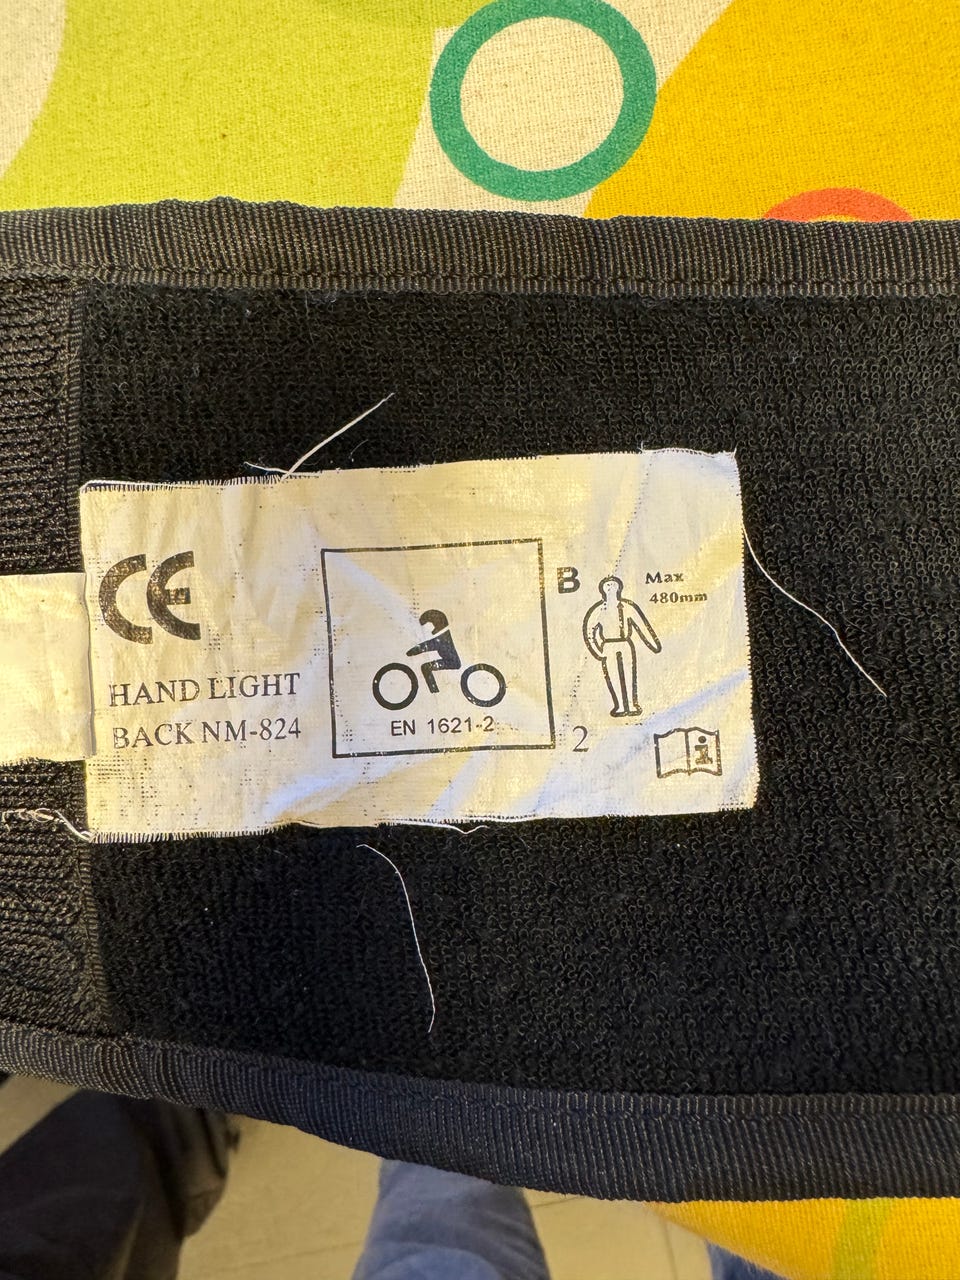 CE
HAND LIGHT
BACK NM-824
EN 1621-2
B
Max
480mm
2
i